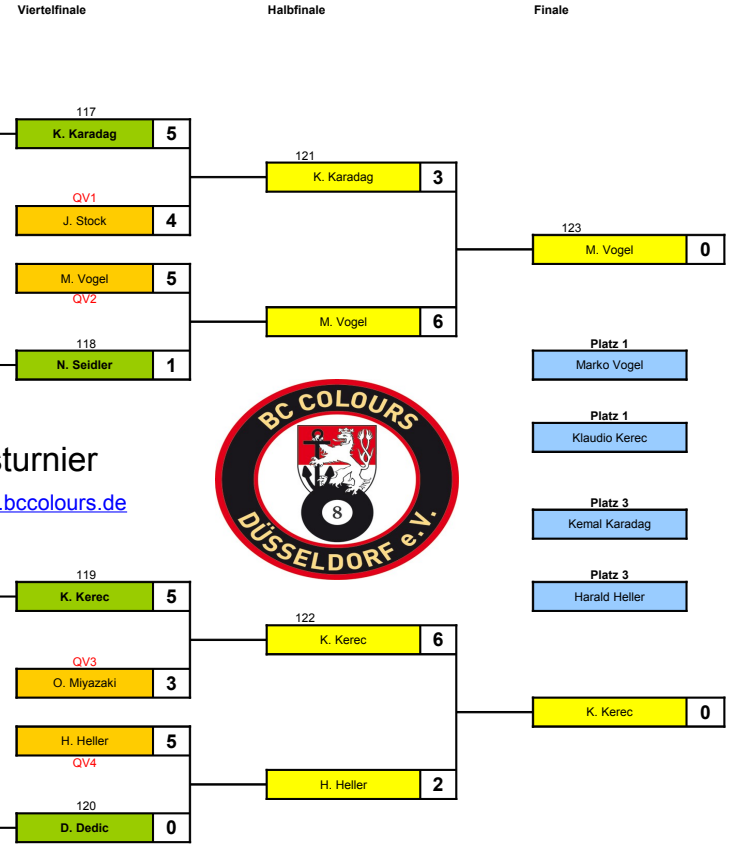 Viertelfinale Halbfinale Finale
117
K. Karadag 5
121
K. Karadag 3
QV1
J. Stock 4
123
M. Vogel 0
M. Vogel 5
QV2
M. Vogel 6
118
N. Seidler 1
Platz 1
Marko Vogel
BC COLOURS
8
DÜSSELDORF e.V.
Platz 1
Klaudio Kerec
sturnier
.bccolours.de
Platz 3
Kemal Karadag
119
K. Kerec 5
Platz 3
Harald Heller
122
K. Kerec 6
QV3
O. Miyazaki 3
K. Kerec 0
H. Heller 5
QV4
H. Heller 2
120
D. Dedic 0